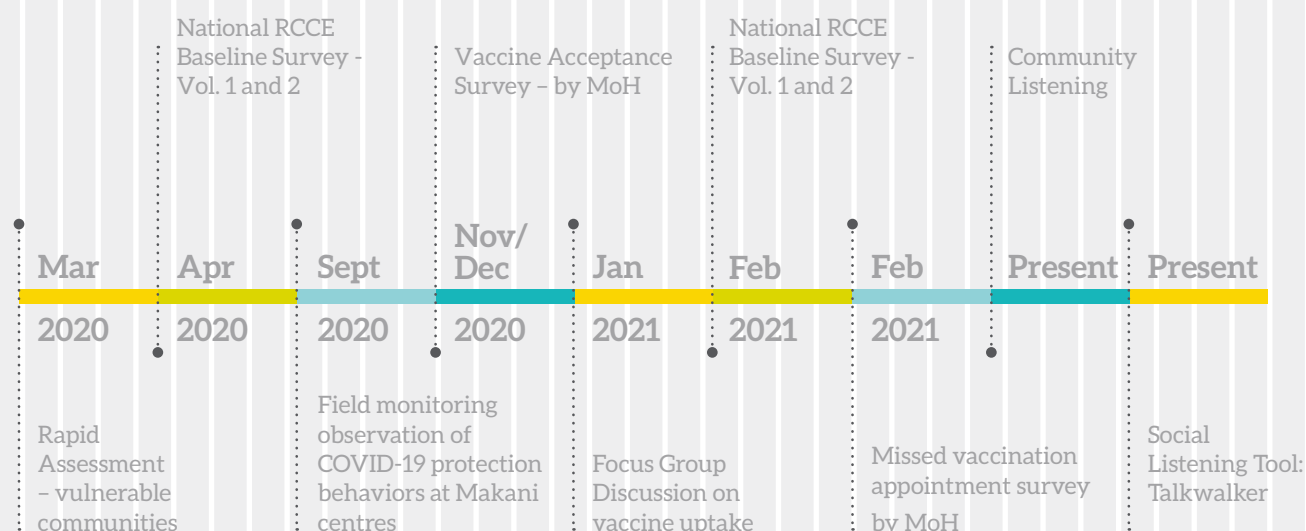 National RCCE
Baseline Survey -
Vol. 1 and 2
Vaccine Acceptance
Survey – by MoH
National RCCE
Baseline Survey -
Vol. 1 and 2
Community
Listening
Mar
2020
Apr
2020
Sept
2020
Nov/
Dec
2020
Jan
2021
Feb
2021
Feb
2021
Present
Present
Rapid
Assessment
– vulnerable
communities
Field monitoring
observation of
COVID-19 protection
behaviors at Makani
centres
Focus Group
Discussion on
vaccine uptake
Missed vaccination
appointment survey
by MoH
Social
Listening Tool:
Talkwalker